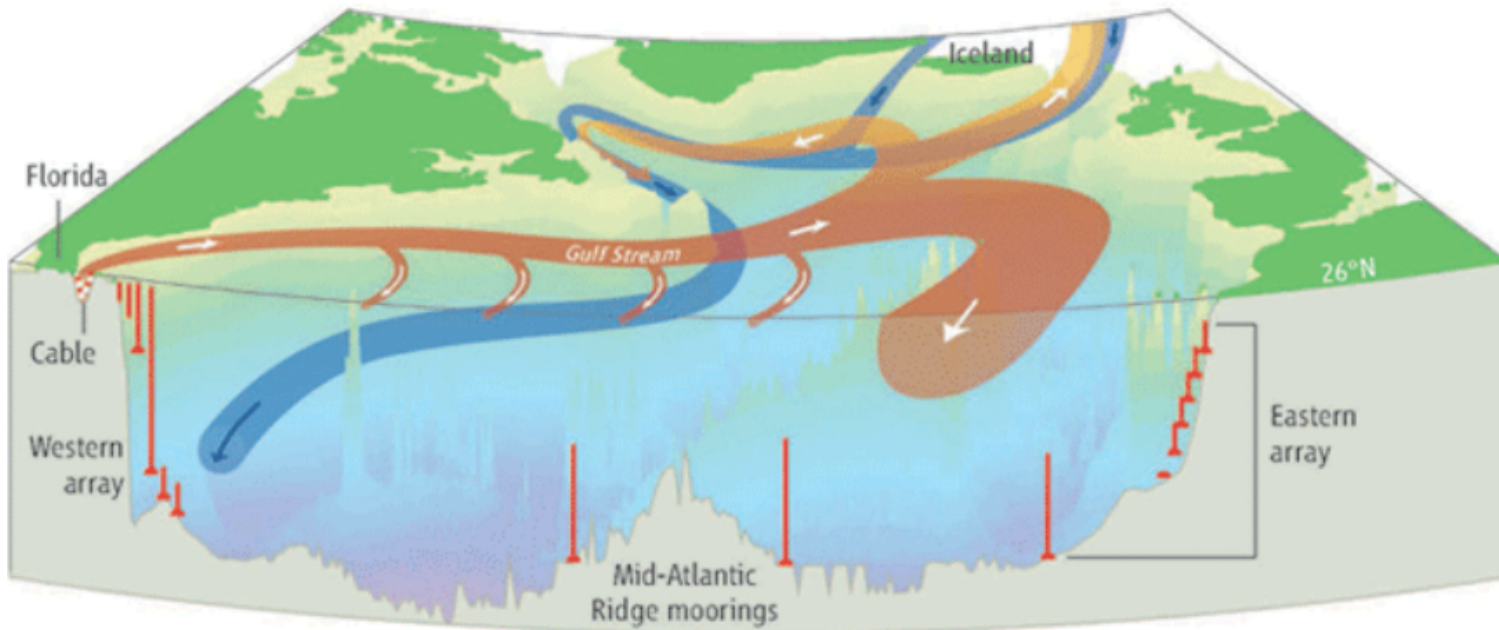 Iceland
Florida
Gulf Stream
26°N
Cable
Western
array
Eastern
array
Mid-Atlantic
Ridge moorings